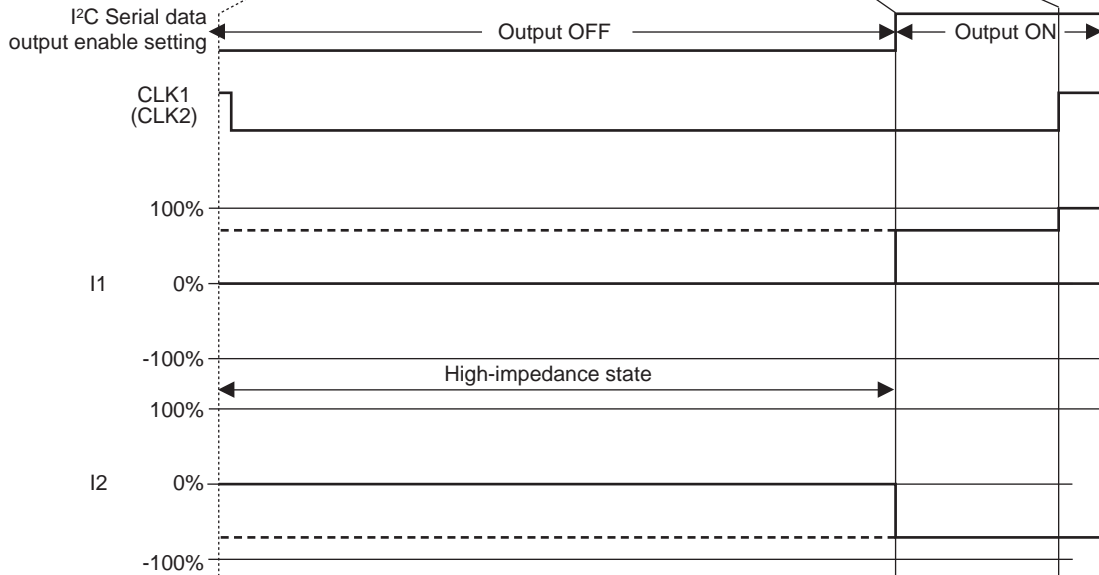 I²C Serial data
output enable setting
Output OFF
Output ON
CLK1
(CLK2)
100%
I1
0%
-100%
High-impedance state
100%
I2
0%
-100%